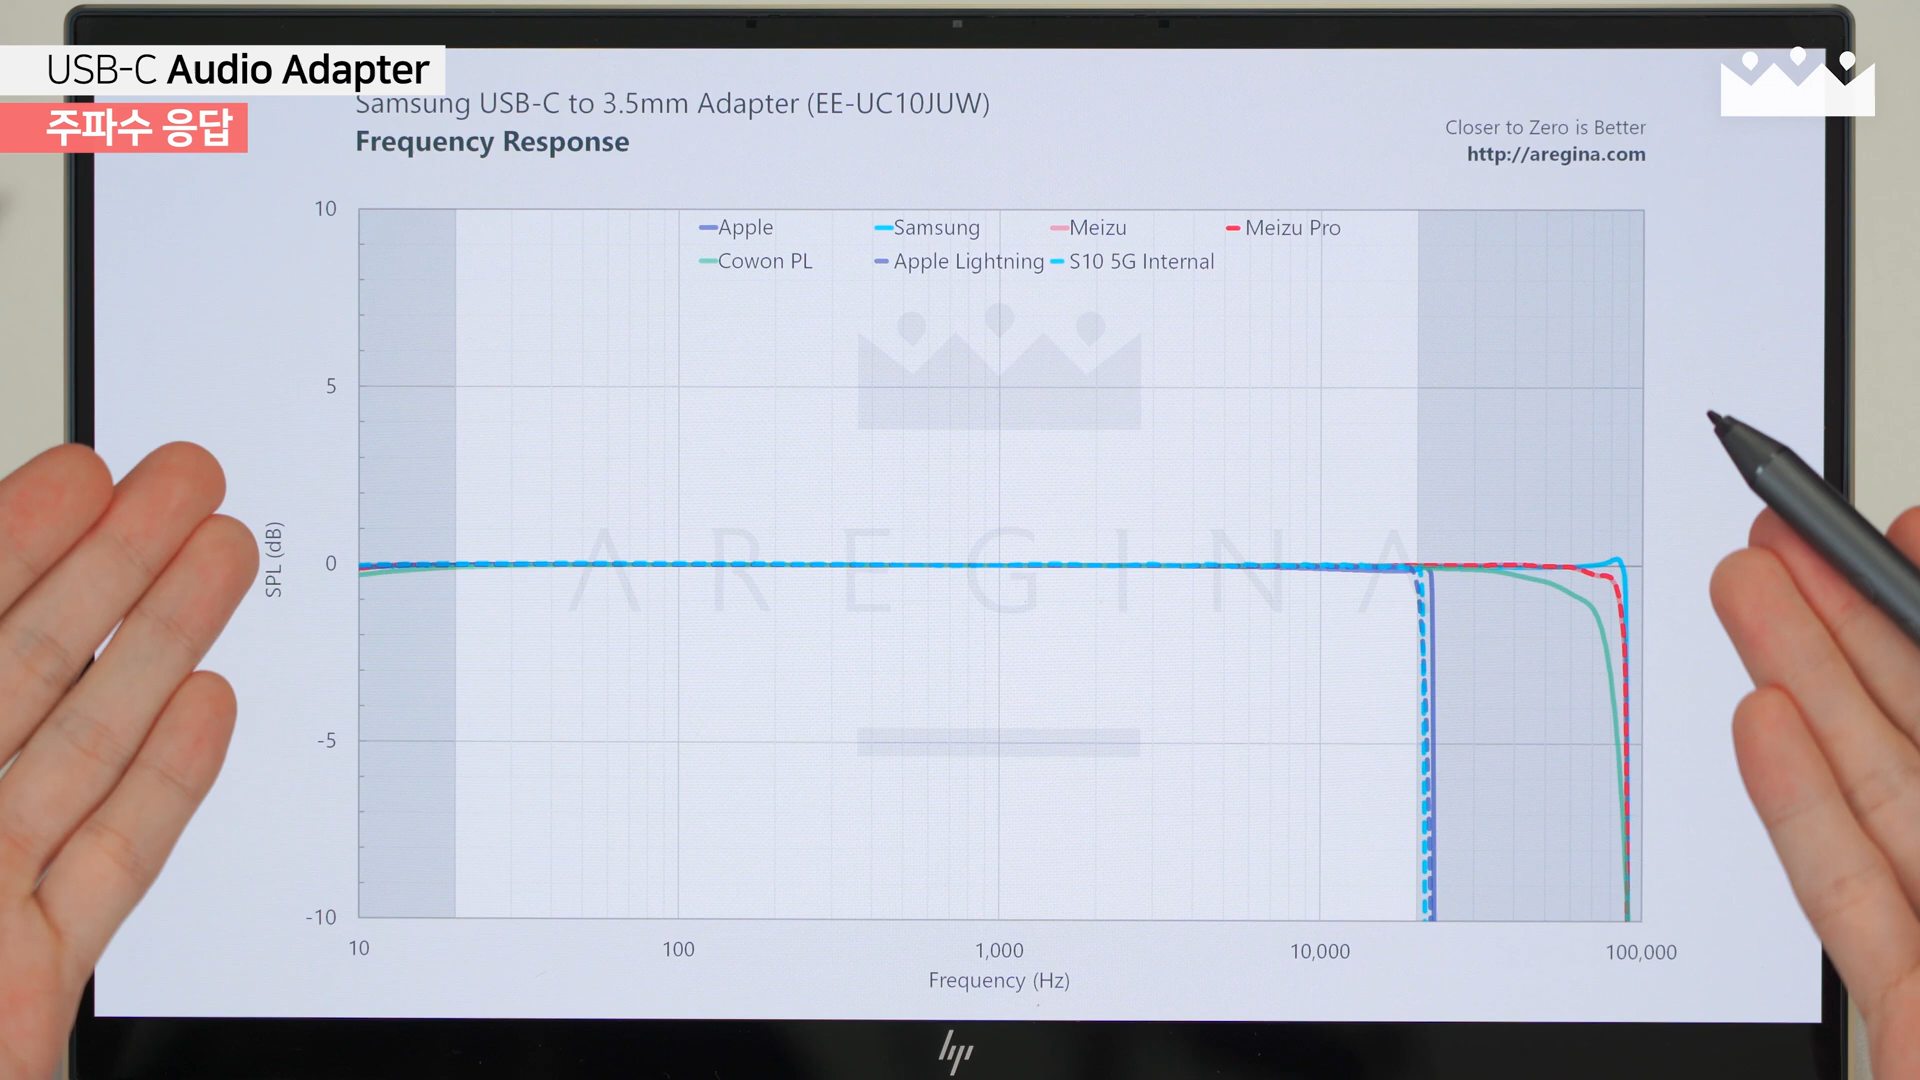 USB-C Audio Adapter
주파수 응답
Samsung USB-C to 3.5mm Adapter (EE-UC10JUW)
Frequency Response
Closer to Zero is Better
http://aregina.com
Apple
Samsung
Meizu
Meizu Pro
Cowon PL
Apple Lightning
S10 5G Internal
10
5
0
-5
-10
SPL (dB)
AREGINA
10
100
1,000
10,000
100,000
Frequency (Hz)
hp